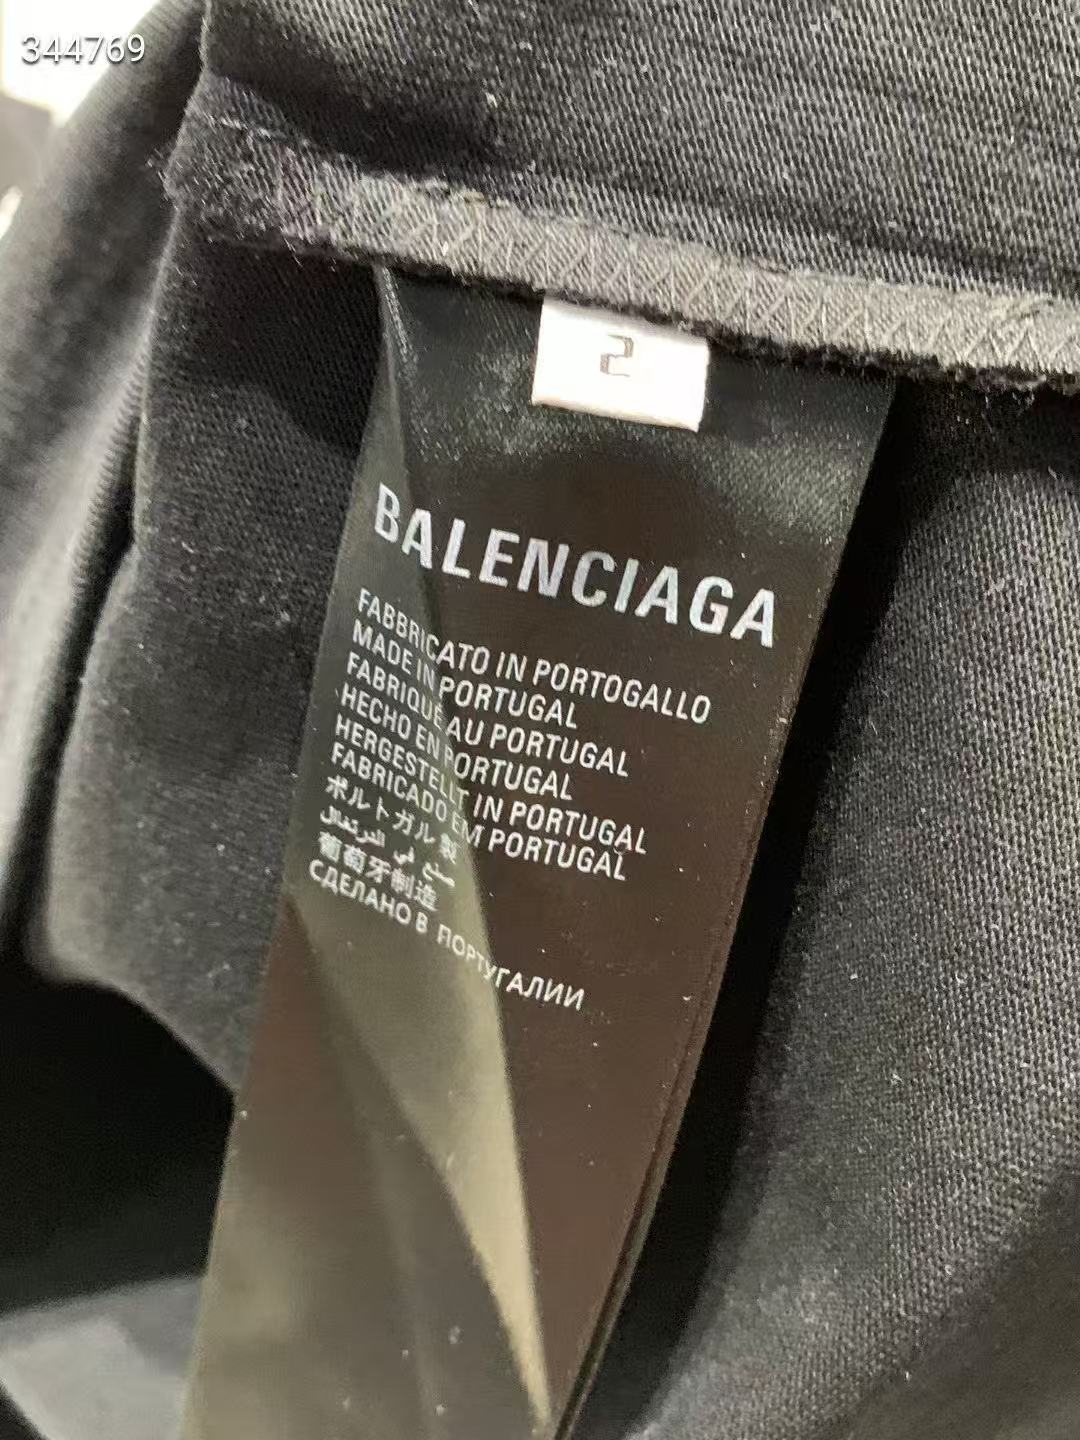 344769
2
BALENCIAGA
FABBRICATO IN PORTOGALLO
MADE IN PORTUGAL
FABRIQUÉ AU PORTUGAL
HECHO EN PORTUGAL
HERGESTELLT IN PORTUGAL
FABRICADO EM PORTUGAL
ポルトガル製
صنع في البرتغال
葡萄牙制造
СДЕЛАНО В ПОРТУГАЛИИ